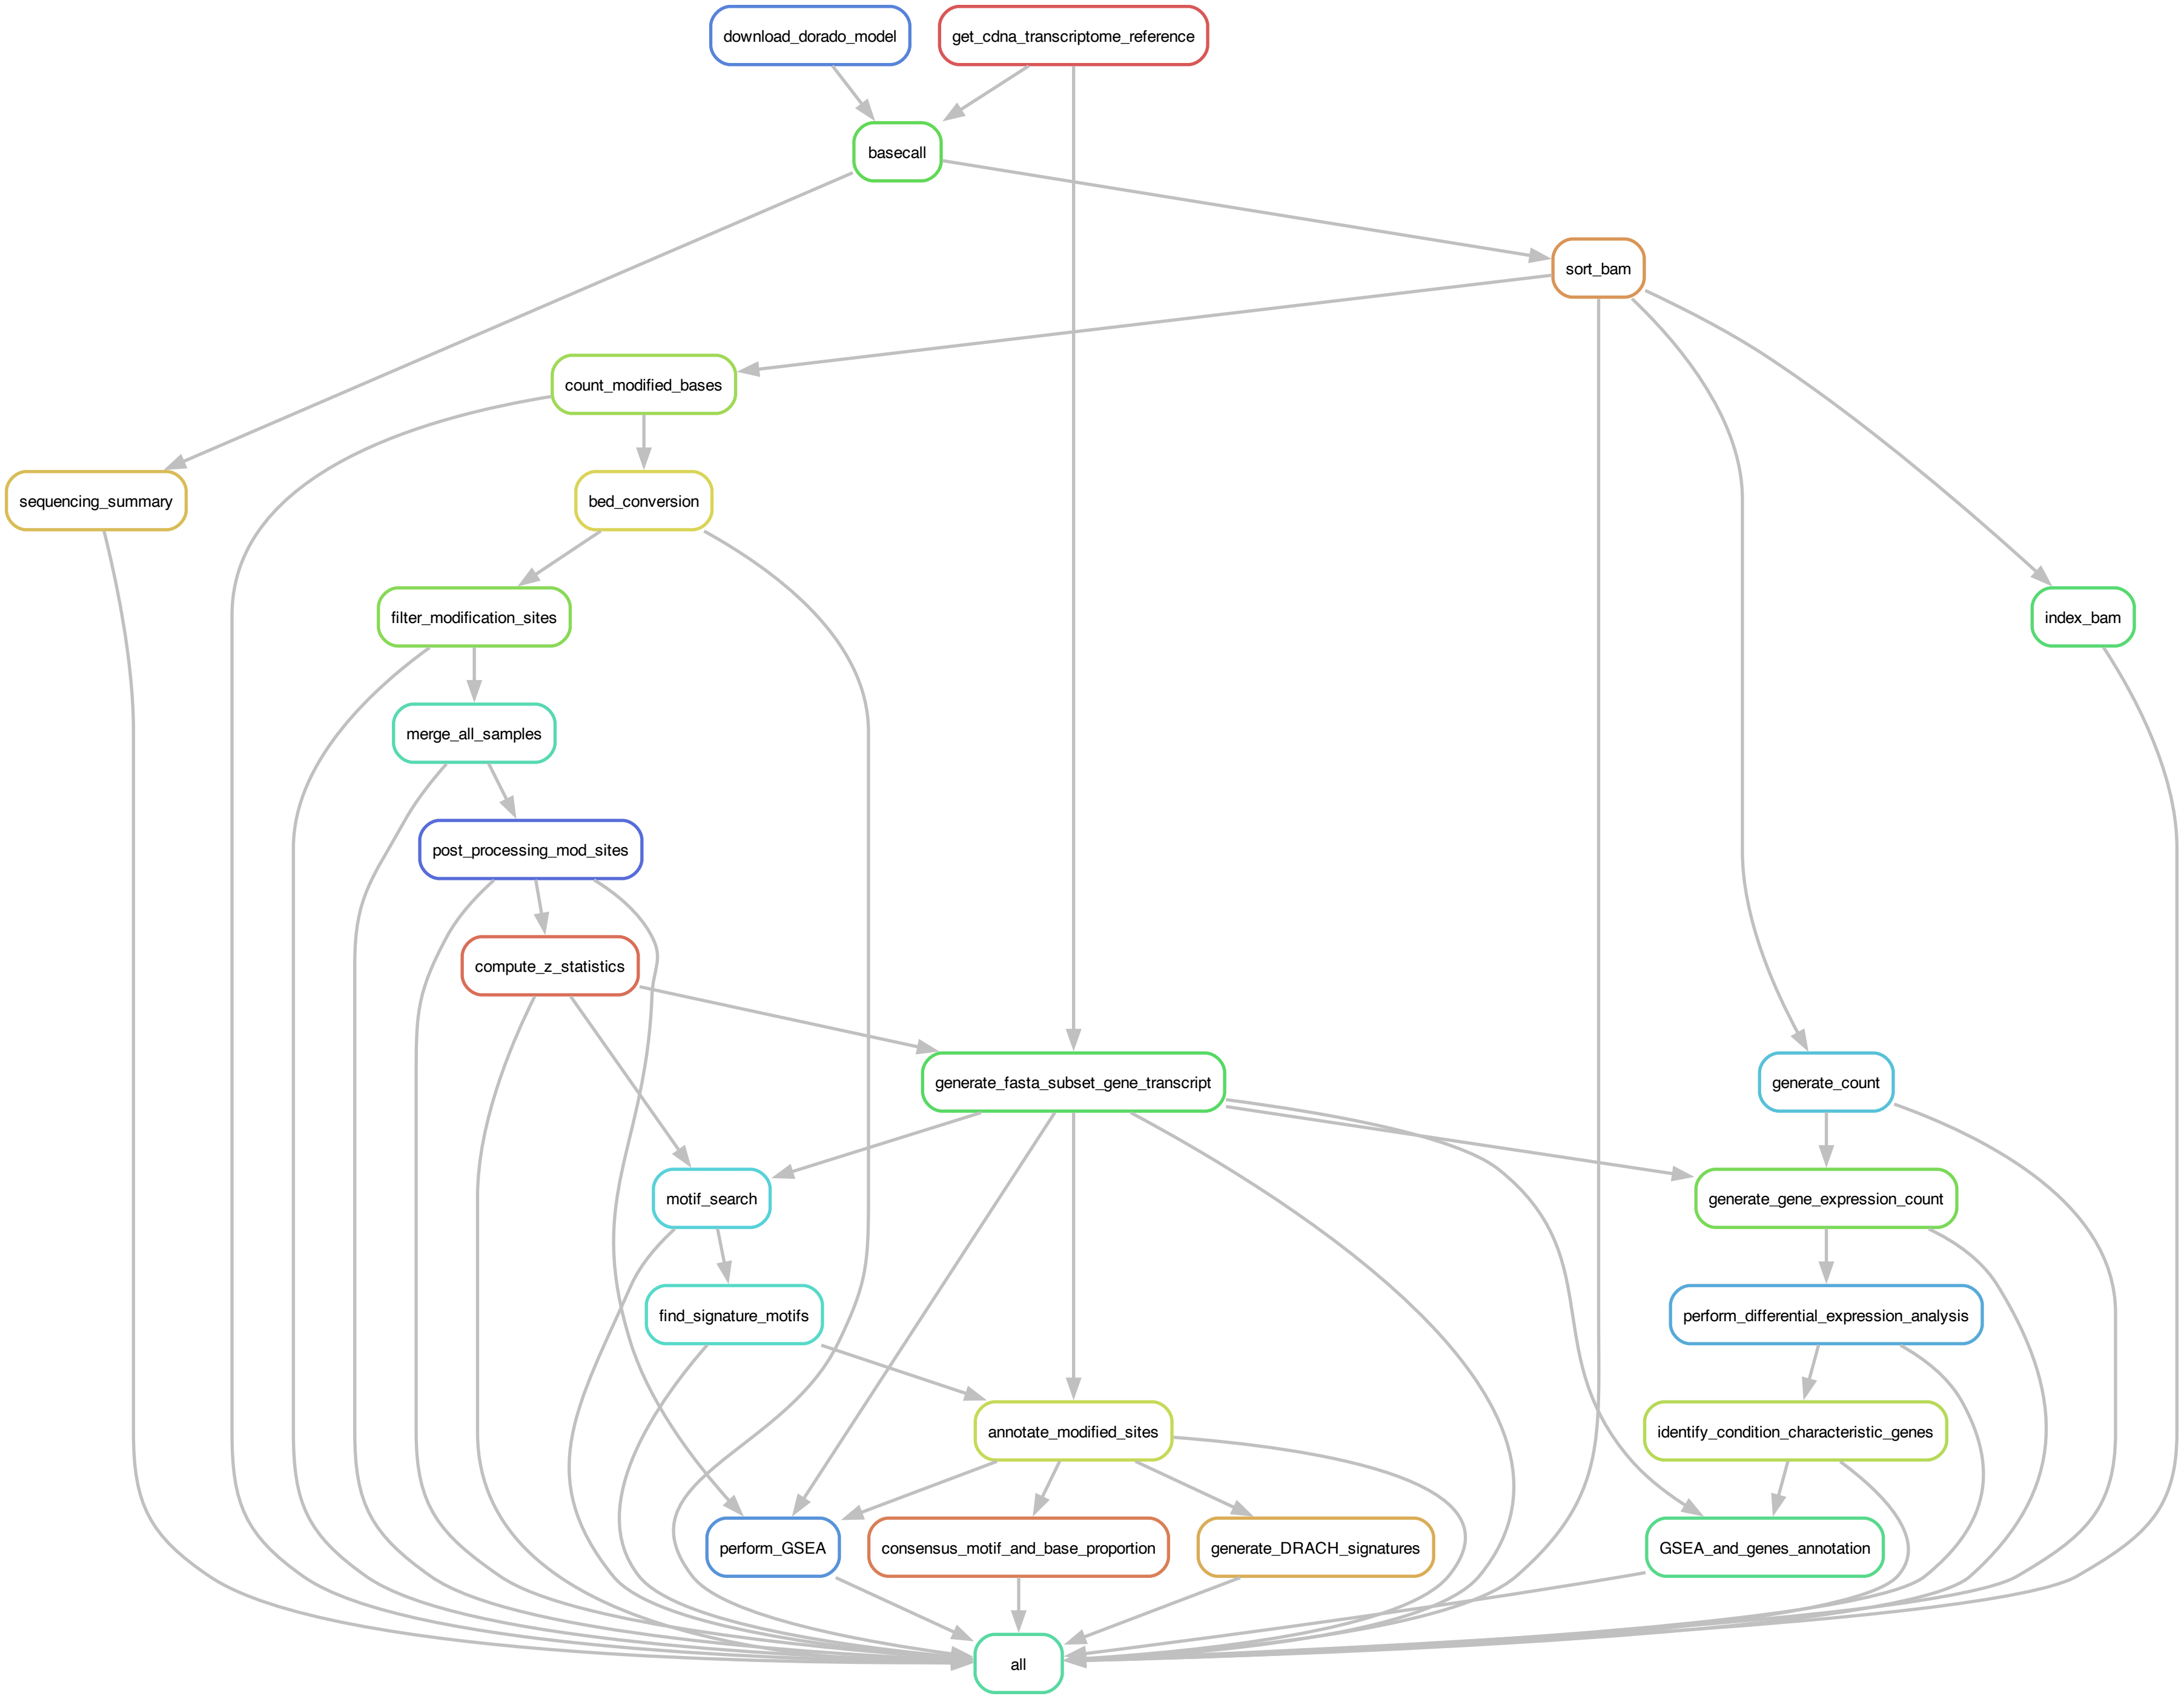 download_dorado_model
get_cdna_transcriptome_reference
basecall
sort_bam
count_modified_bases
sequencing_summary
bed_conversion
filter_modification_sites
index_bam
merge_all_samples
post_processing_mod_sites
compute_z_statistics
generate_fasta_subset_gene_transcript
generate_count
motif_search
generate_gene_expression_count
find_signature_motifs
perform_differential_expression_analysis
annotate_modified_sites
identify_condition_characteristic_genes
perform_GSEA
consensus_motif_and_base_proportion
generate_DRACH_signatures
GSEA_and_genes_annotation
all